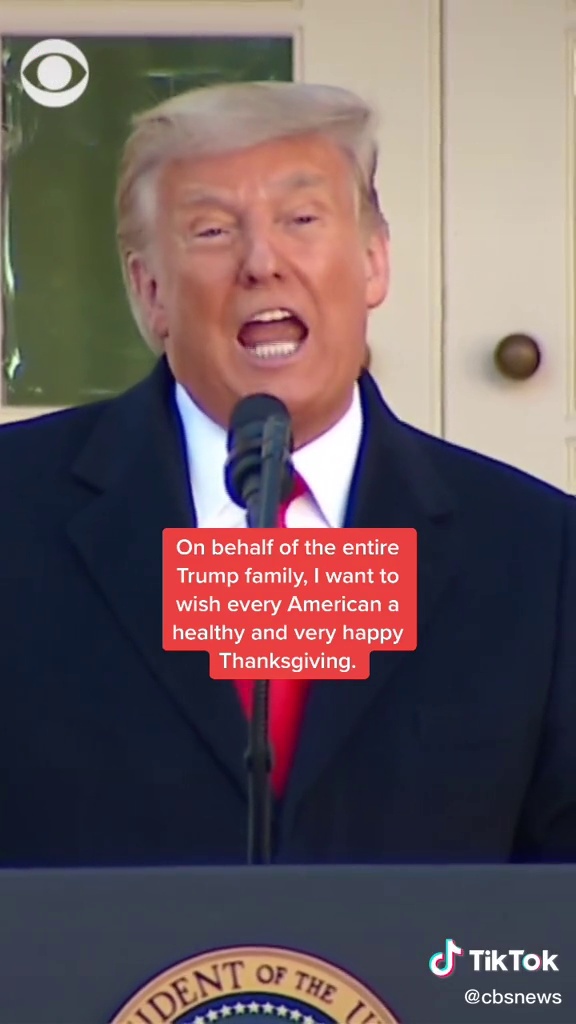 On behalf of the entire
Trump family, I want to
wish every American a
healthy and very happy
Thanksgiving.
IDENT OF THE U
TikTok
@cbsnews